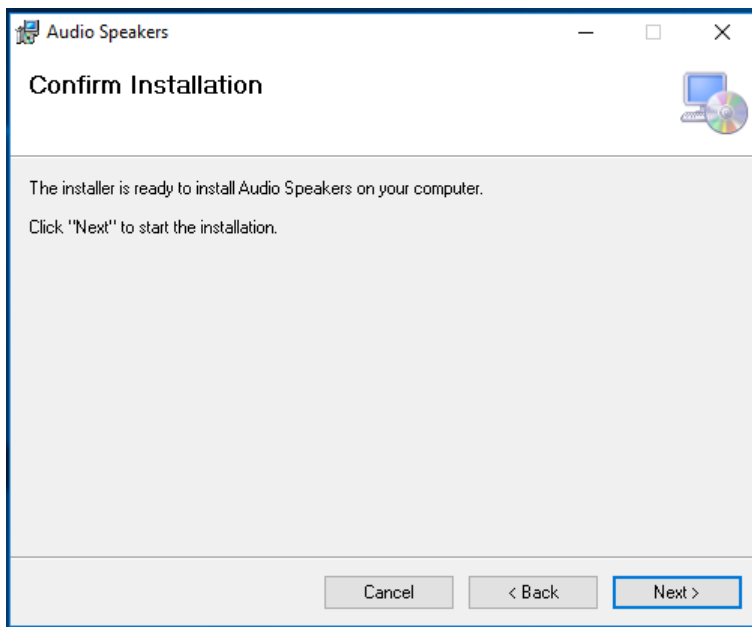 Audio Speakers
Confirm Installation
The installer is ready to install Audio Speakers on your computer.
Click "Next" to start the installation.
Cancel
< Back
Next >